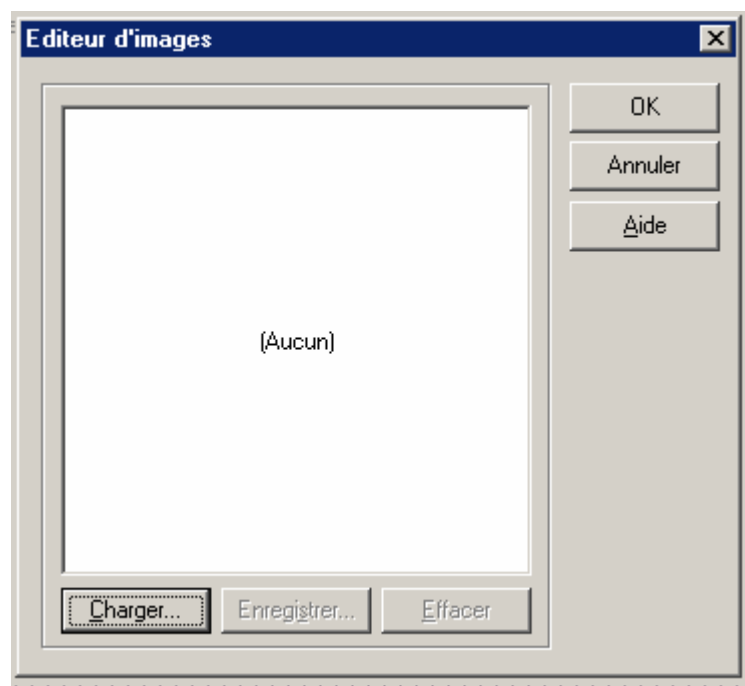 Editeur d'images
OK
Annuler
Aide
(Aucun)
Charger...
Enregistrer...
Effacer